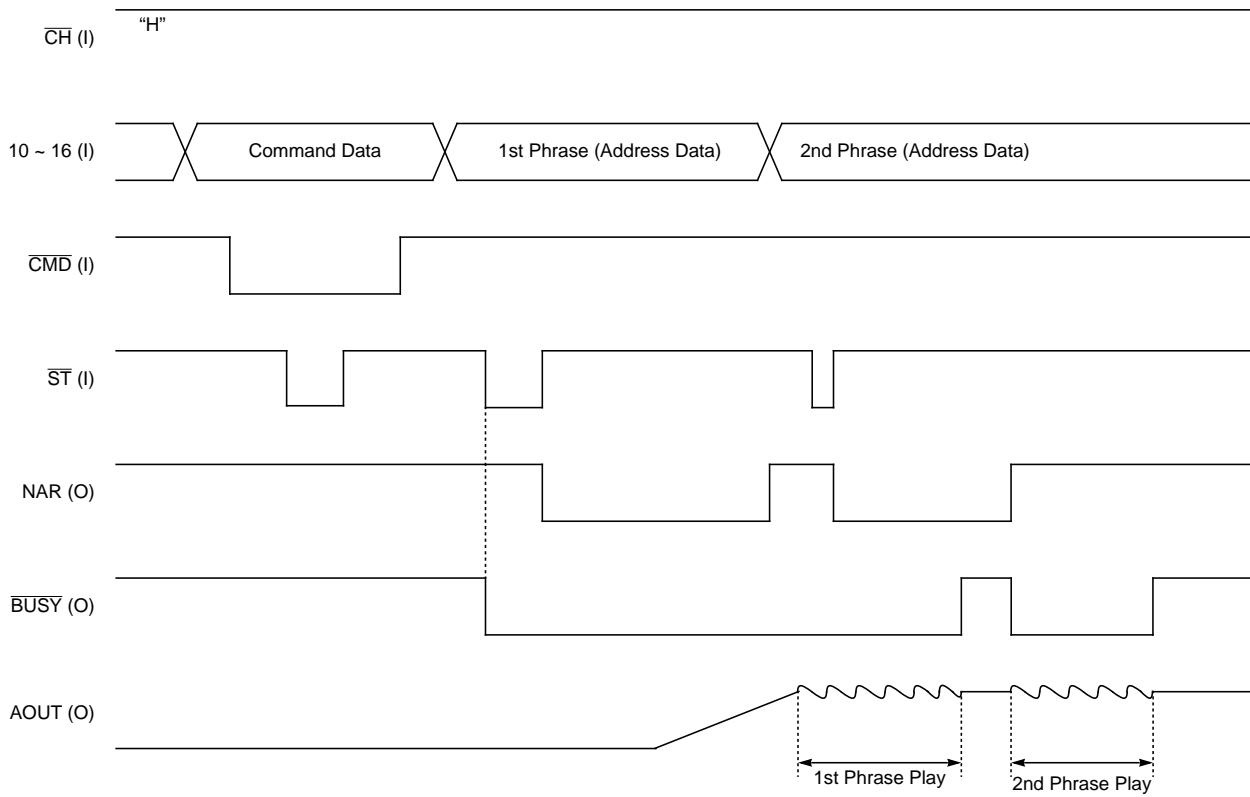 “H”
CH (I)
10 ~ 16 (I)
Command Data
1st Phrase (Address Data)
2nd Phrase (Address Data)
CMD (I)
ST (I)
NAR (O)
BUSY (O)
AOUT (O)
1st Phrase Play
2nd Phrase Play